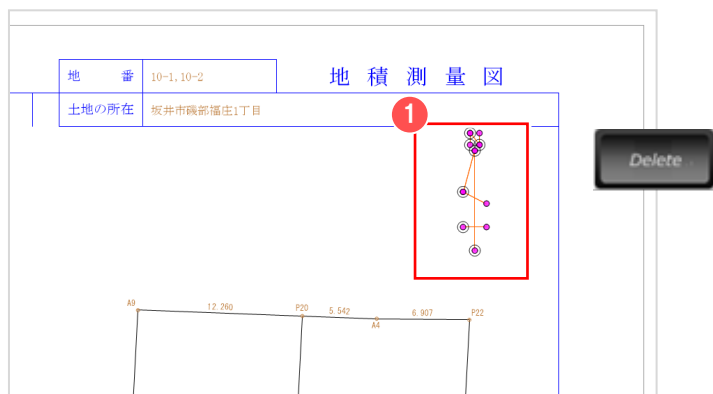 地 番 10-1,10-2
地積測量図
土地の所在 坂井市磯部福庄1丁目
1
Delete
A9 12.260 P20 5.542 A4 6.907 P22